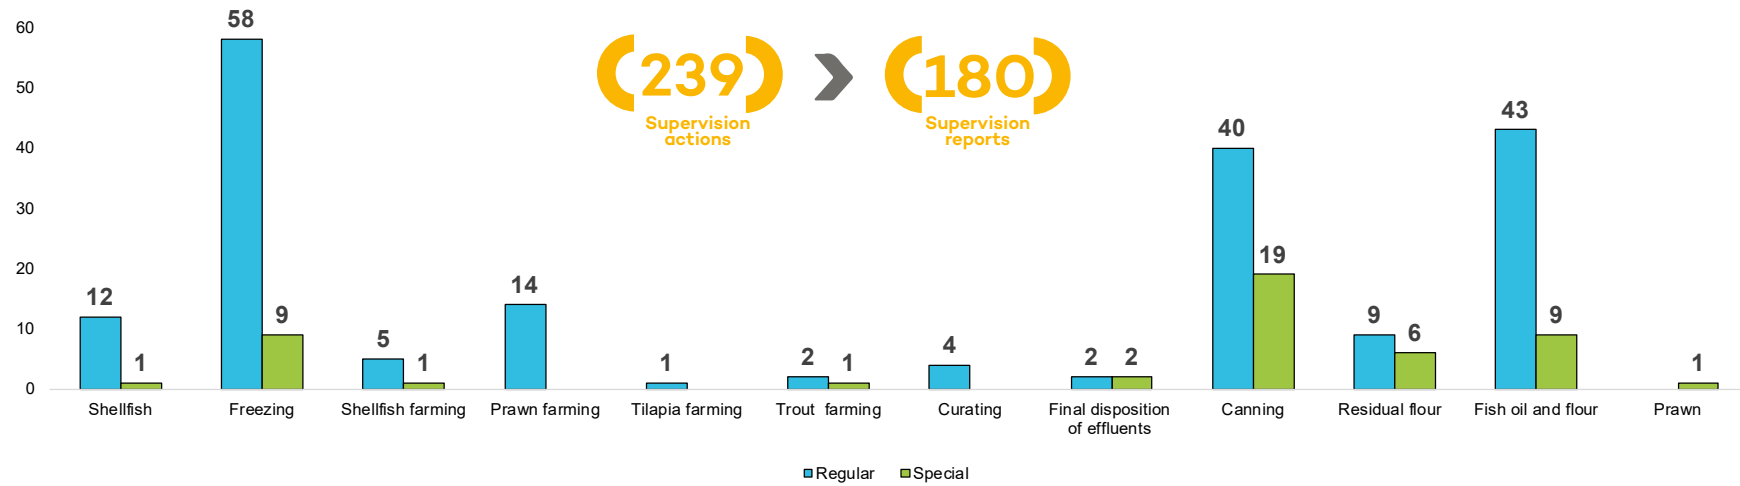 60
50
40
30
20
10
0
58
239
180
Supervision
actions
Supervision
reports
12
1
9
5
1
14
1
2
1
4
2
2
40
19
9
6
43
9
1
Shellfish
Freezing
Shellfish farming
Prawn farming
Tilapia farming
Trout farming
Curating
Final disposition
of effluents
Canning
Residual flour
Fish oil and flour
Prawn
Regular
Special